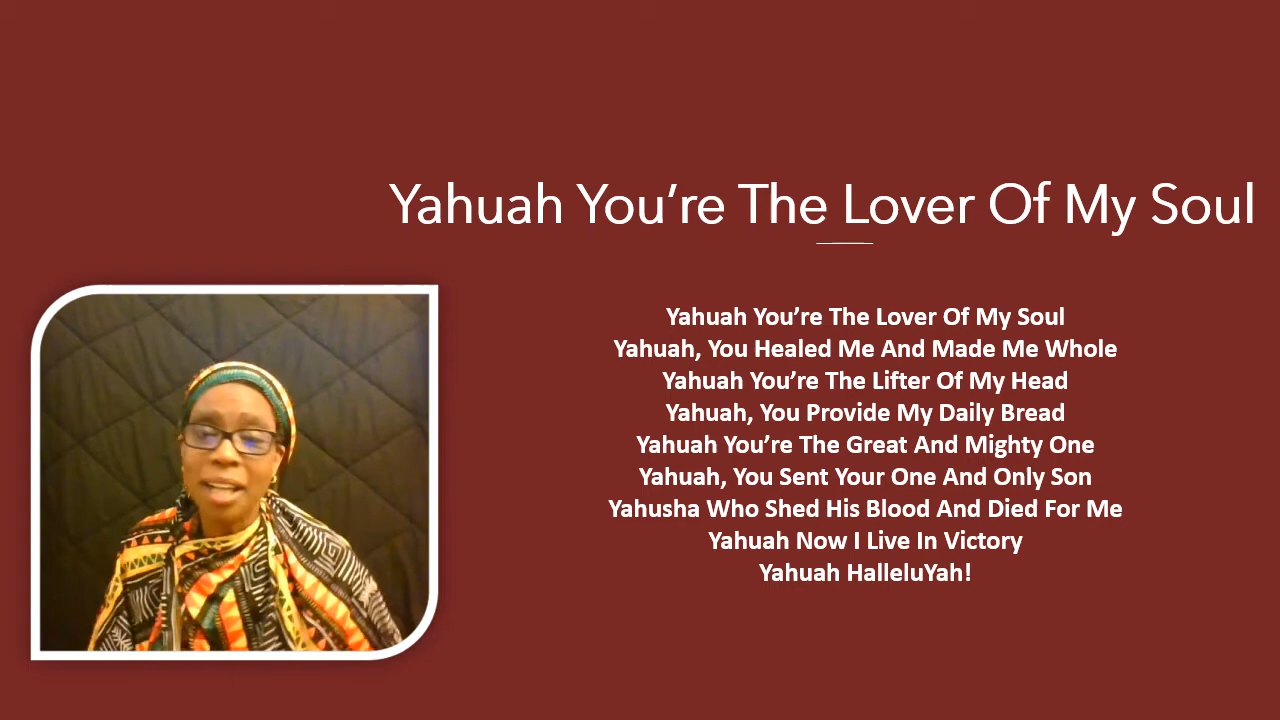 Yahuah You’re The Lover Of My Soul
Yahuah You’re The Lover Of My Soul
Yahuah, You Healed Me And Made Me Whole
Yahuah You’re The Lifter Of My Head
Yahuah, You Provide My Daily Bread
Yahuah You’re The Great And Mighty One
Yahuah, You Sent Your One And Only Son
Yahusha Who Shed His Blood And Died For Me
Yahuah Now I Live In Victory
Yahuah HalleluYah!